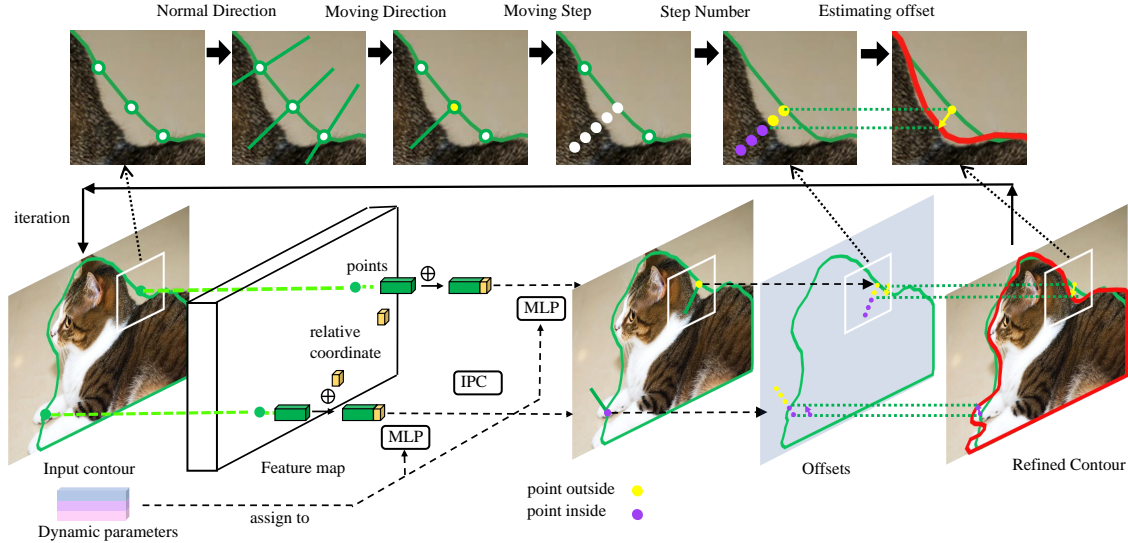 Normal Direction
Moving Direction
Moving Step
Step Number
Estimating offset
iteration
points
⊕
MLP
relative
coordinate
IPC
⊕
MLP
Input contour
Feature map
Offsets
Refined Contour
point outside
point inside
assign to
Dynamic parameters